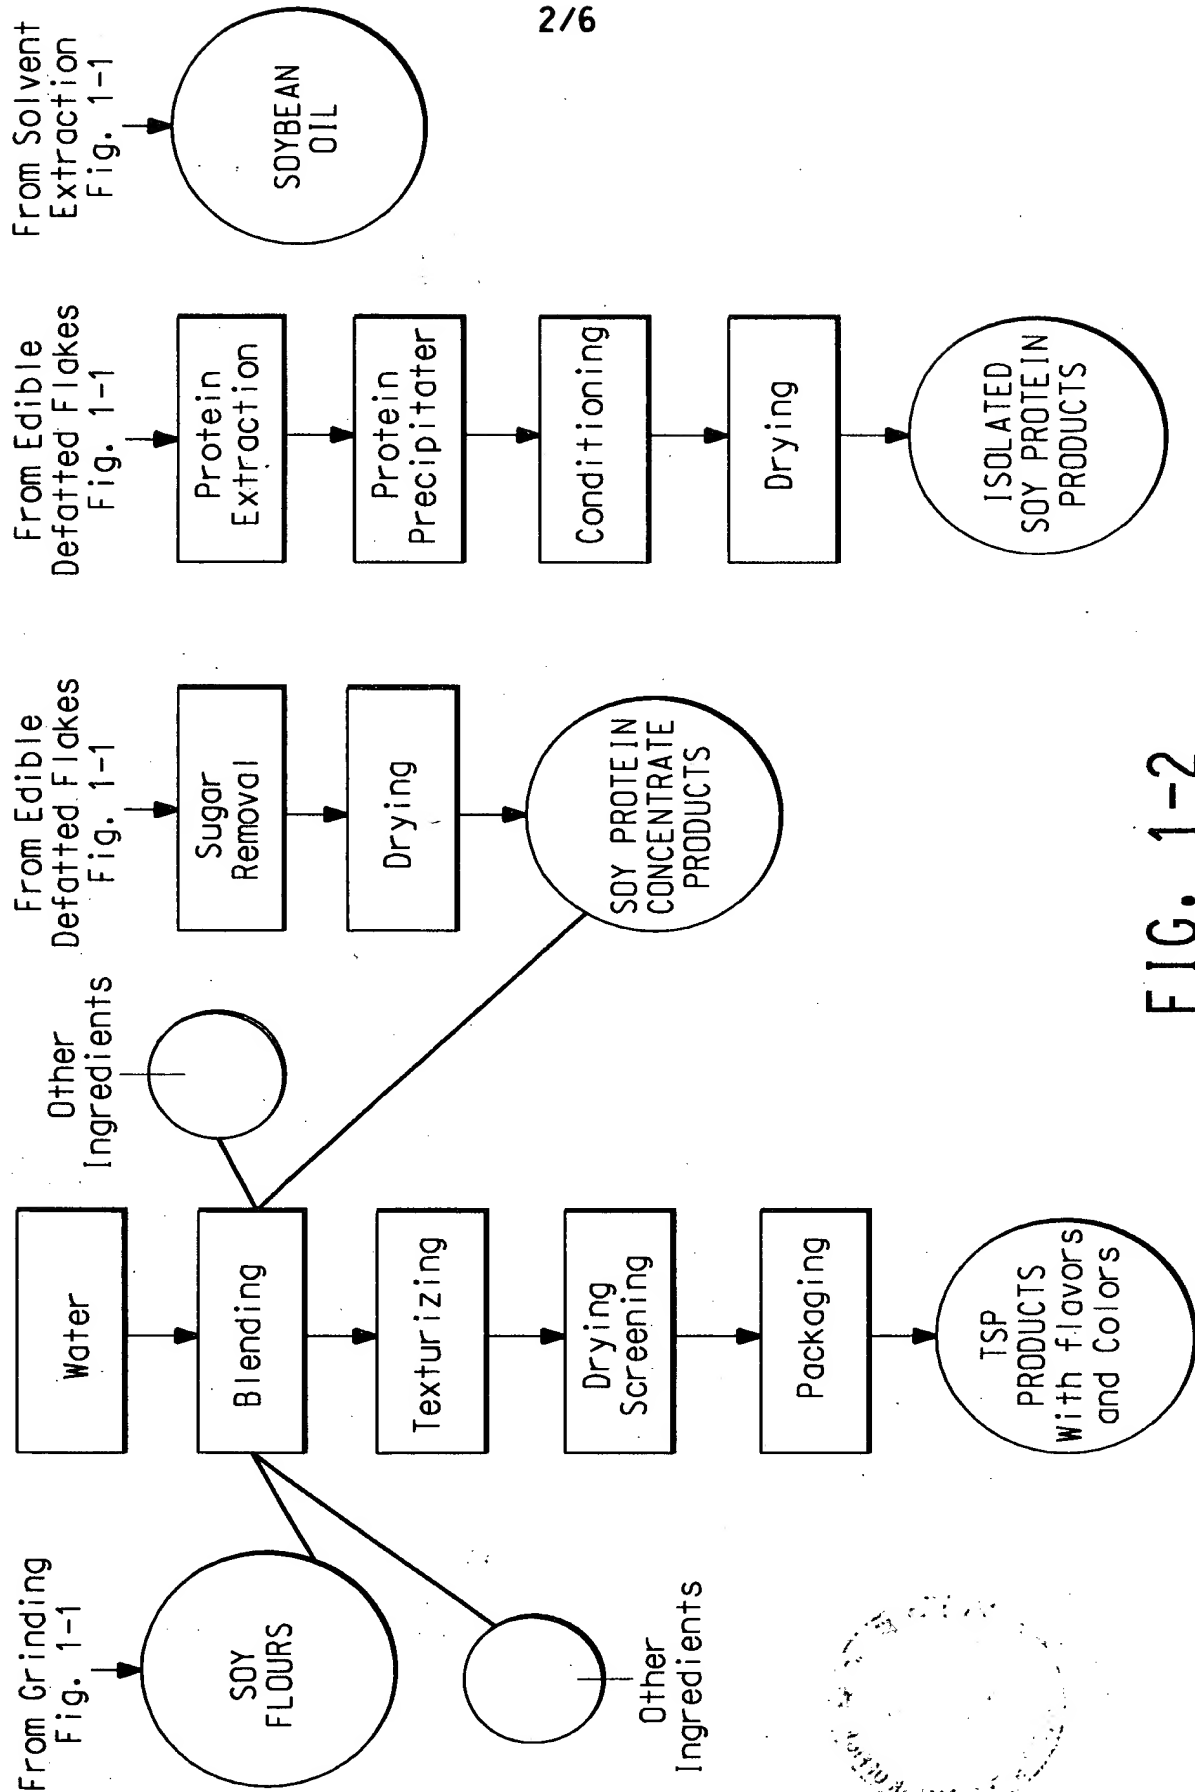 2/6
From Grinding
Fig. 1-1
SOY
FLOURS
Other
Ingredients
Water
Blending
Texturizing
Drying
Screening
Packaging
TSP
PRODUCTS
With flavors
and Colors
Other
Ingredients
From Edible
Defatted Flakes
Fig. 1-1
Sugar
Removal
Drying
SOY PROTEIN
CONCENTRATE
PRODUCTS
From Edible
Defatted Flakes
Fig. 1-1
Protein
Extraction
Protein
Precipitater
Conditioning
Drying
ISOLATED
SOY PROTEIN
PRODUCTS
From Solvent
Extraction
Fig. 1-1
SOYBEAN
OIL
FIG. 1-2